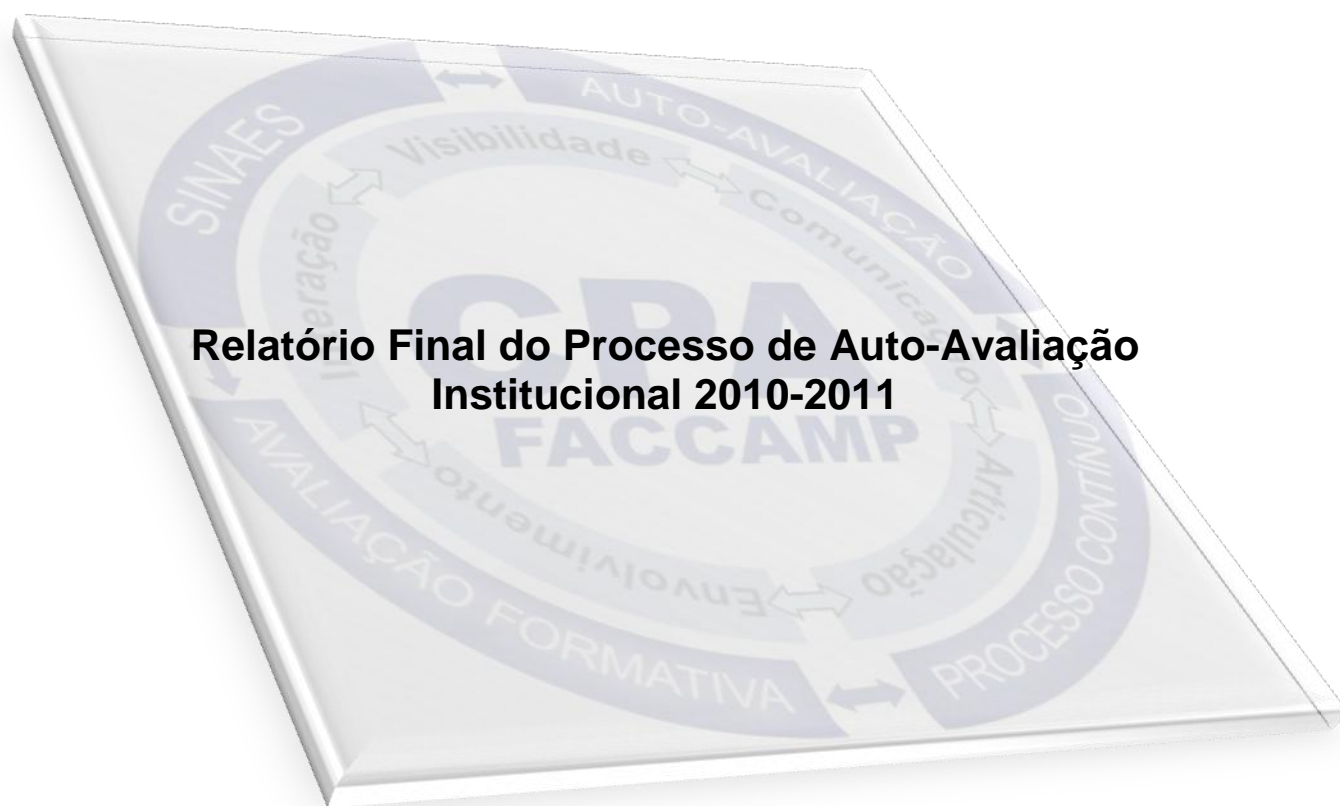 Relatório Final do Processo de Auto-Avaliação
Institucional 2010-2011
SINAES
AUTO-AVALIAÇÃO
PROCESSO CONTÍNUO
AVALIAÇÃO FORMATIVA
Visibilidade
Comunicação
Articulação
Envolvimento
Interação
CPA
FACCAMP